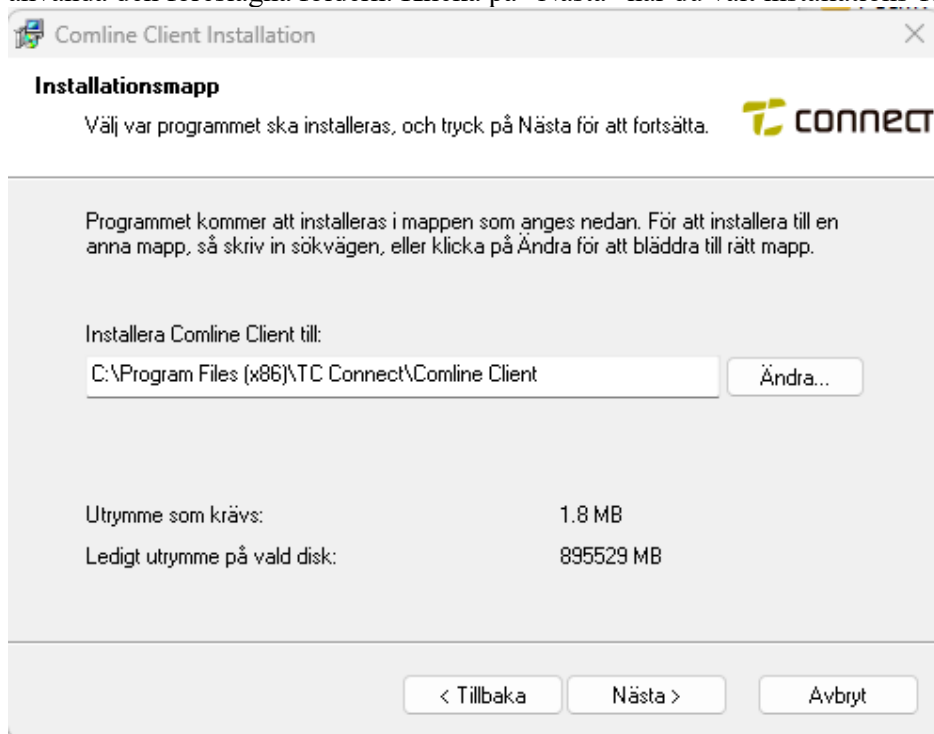 Comline Client Installation
Installationsmapp
Välj var programmet ska installeras, och tryck på Nästa för att fortsätta.
connect
Programmet kommer att installeras i mappen som anges nedan. För att installera till en
anna mapp, så skriv in sökvägen, eller klicka på Ändra för att bläddra till rätt mapp.
Installera Comline Client till:
C:\Program Files (x86)\TC Connect\Comline Client
Ändra...
Utrymme som krävs: 1.8 MB
Ledigt utrymme på vald disk: 895529 MB
< Tillbaka Nästa > Avbryt